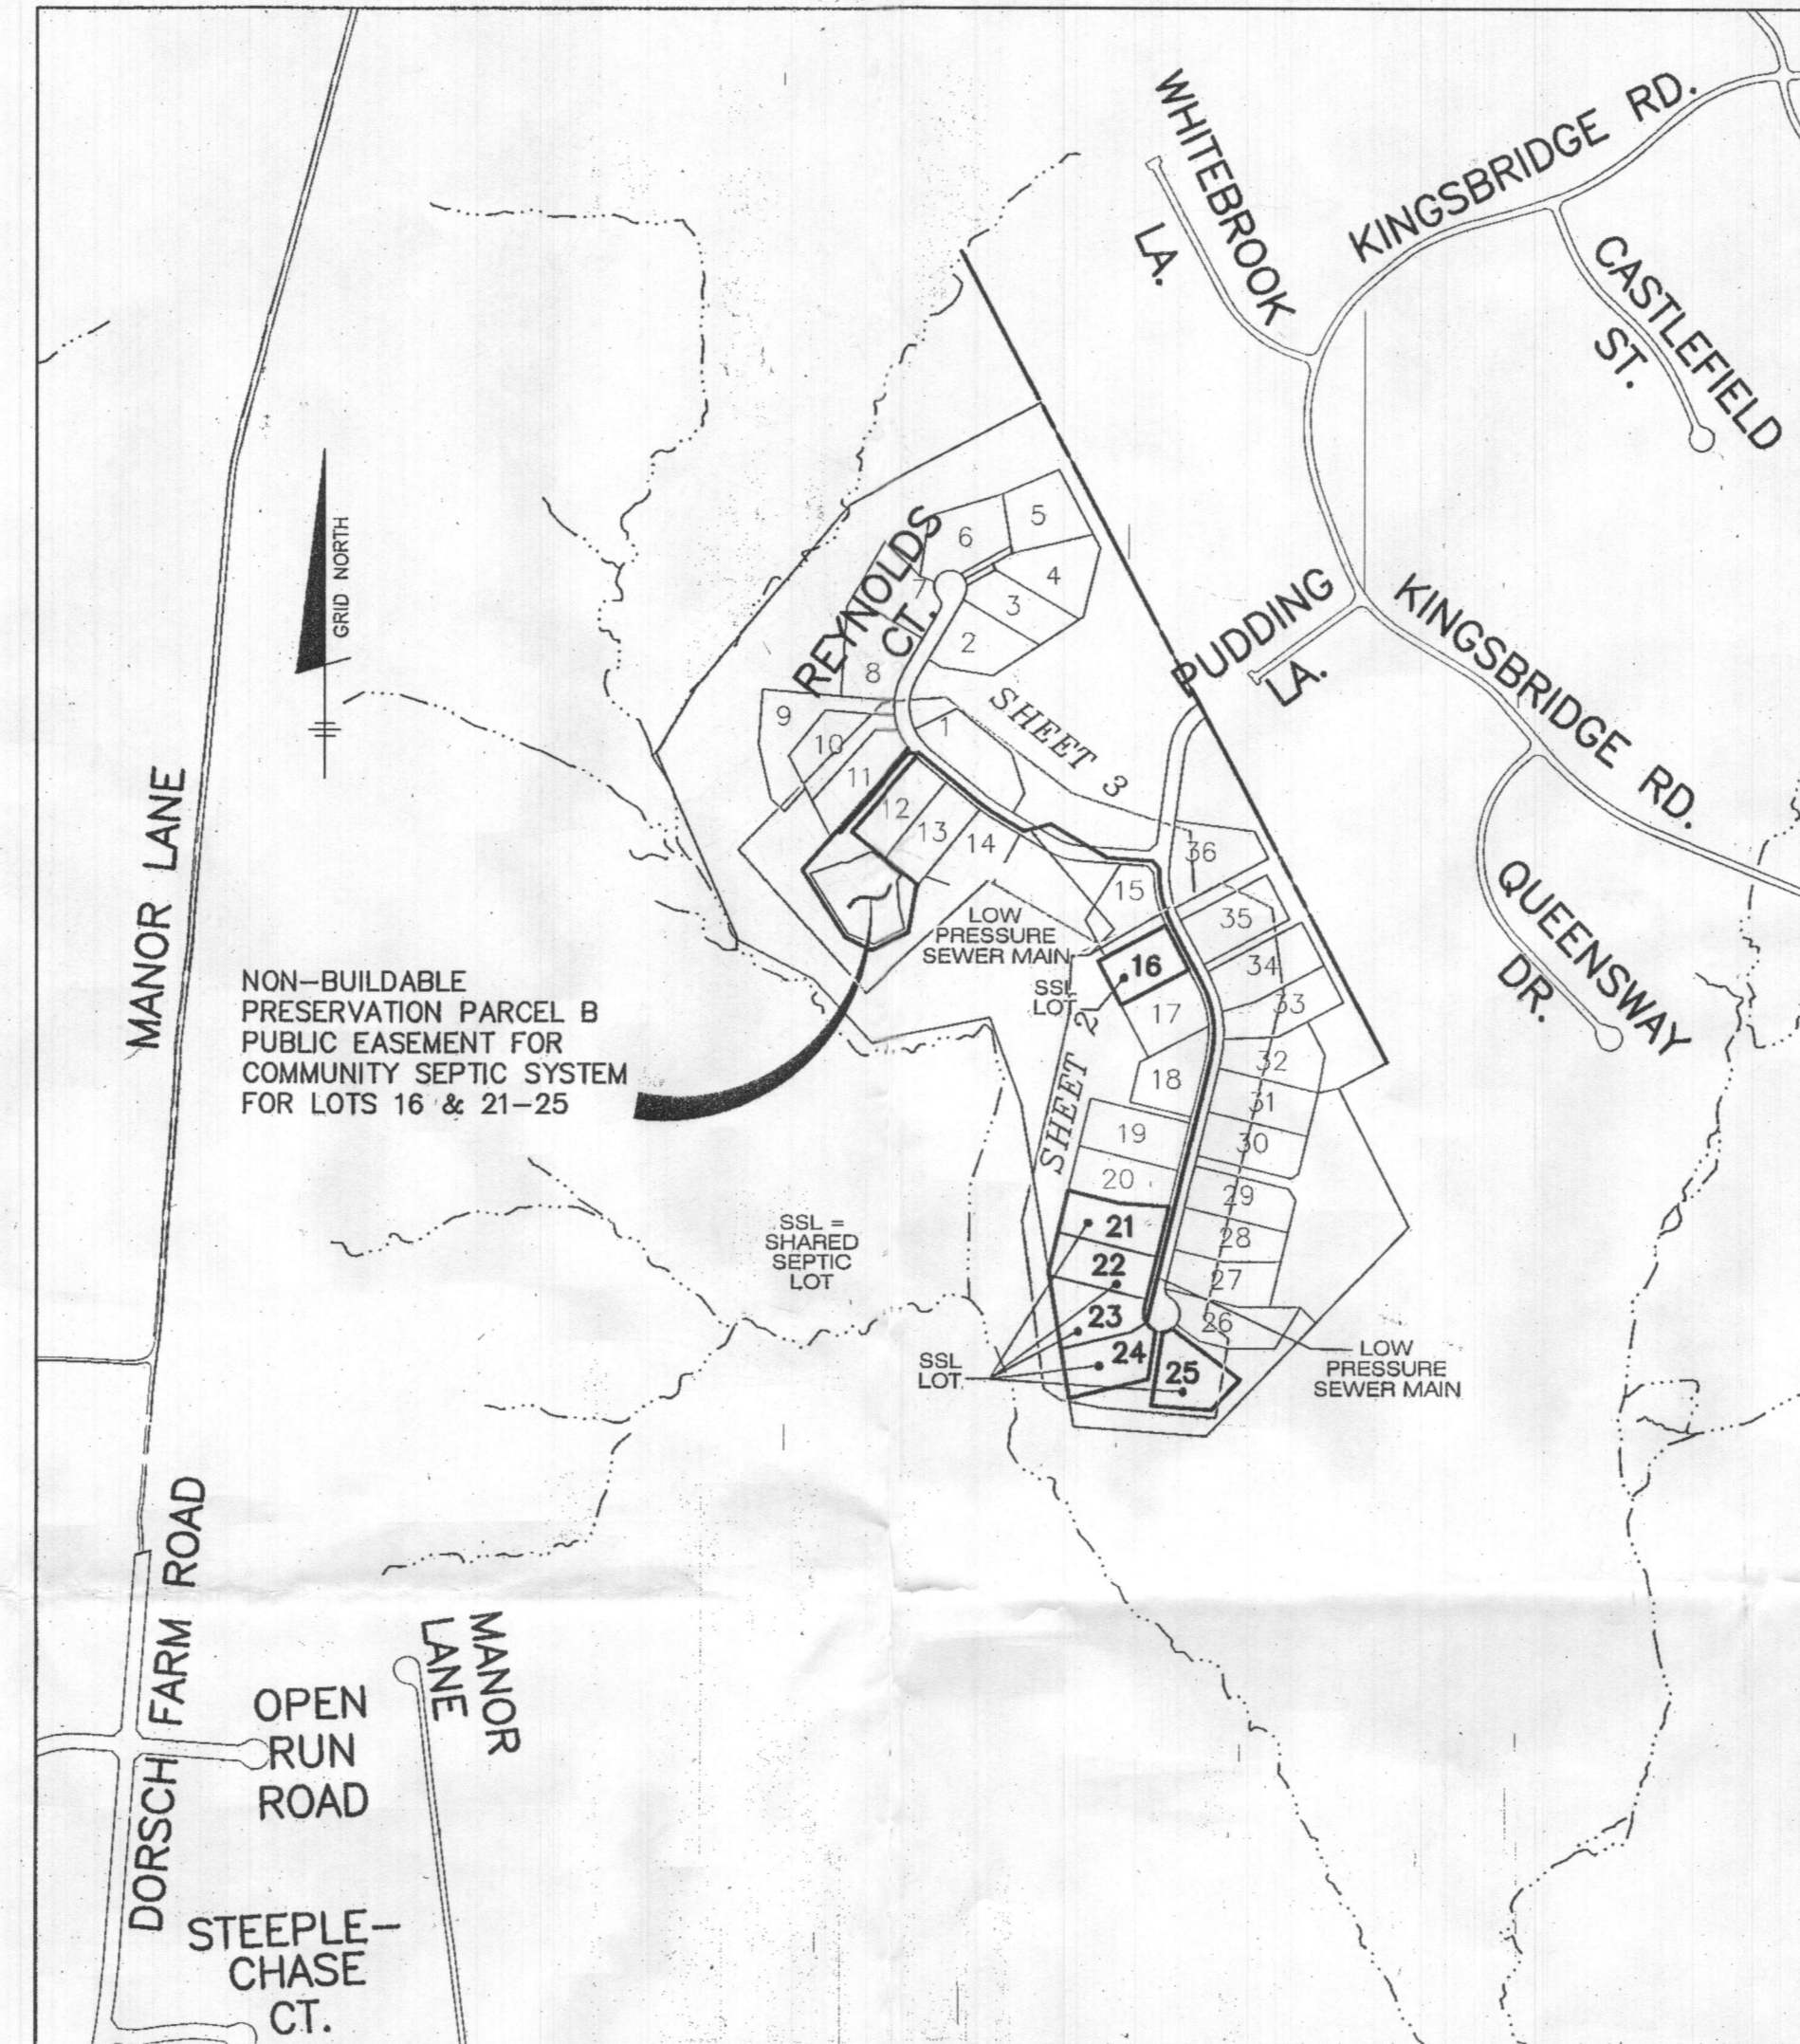 WHITEBROOK
LA.
KINGSBRIDGE RD.
CASTLEFIELD
ST.
GRID NORTH
REYNOLDS
CT.
5
6
4
7
3
2
8
9
1
10
11
12
13
14
SHEET 3
PUDDING
LA.
KINGSBRIDGE RD.
QUEENSWAY
DR.
MANOR LANE
36
15
35
LOW
PRESSURE
SEWER MAIN
16
SSL
LOT
34
33
17
SHEET 2
NON-BUILDABLE
PRESERVATION PARCEL B
PUBLIC EASEMENT FOR
COMMUNITY SEPTIC SYSTEM
FOR LOTS 16 & 21-25
32
18
31
19
30
20
29
21
28
22
27
23
26
24
25
SSL =
SHARED
SEPTIC
LOT
SSL
LOT
LOW
PRESSURE
SEWER MAIN
DORSCH FARM ROAD
MANOR
LANE
OPEN
RUN
ROAD
STEEPLE-
CHASE
CT.